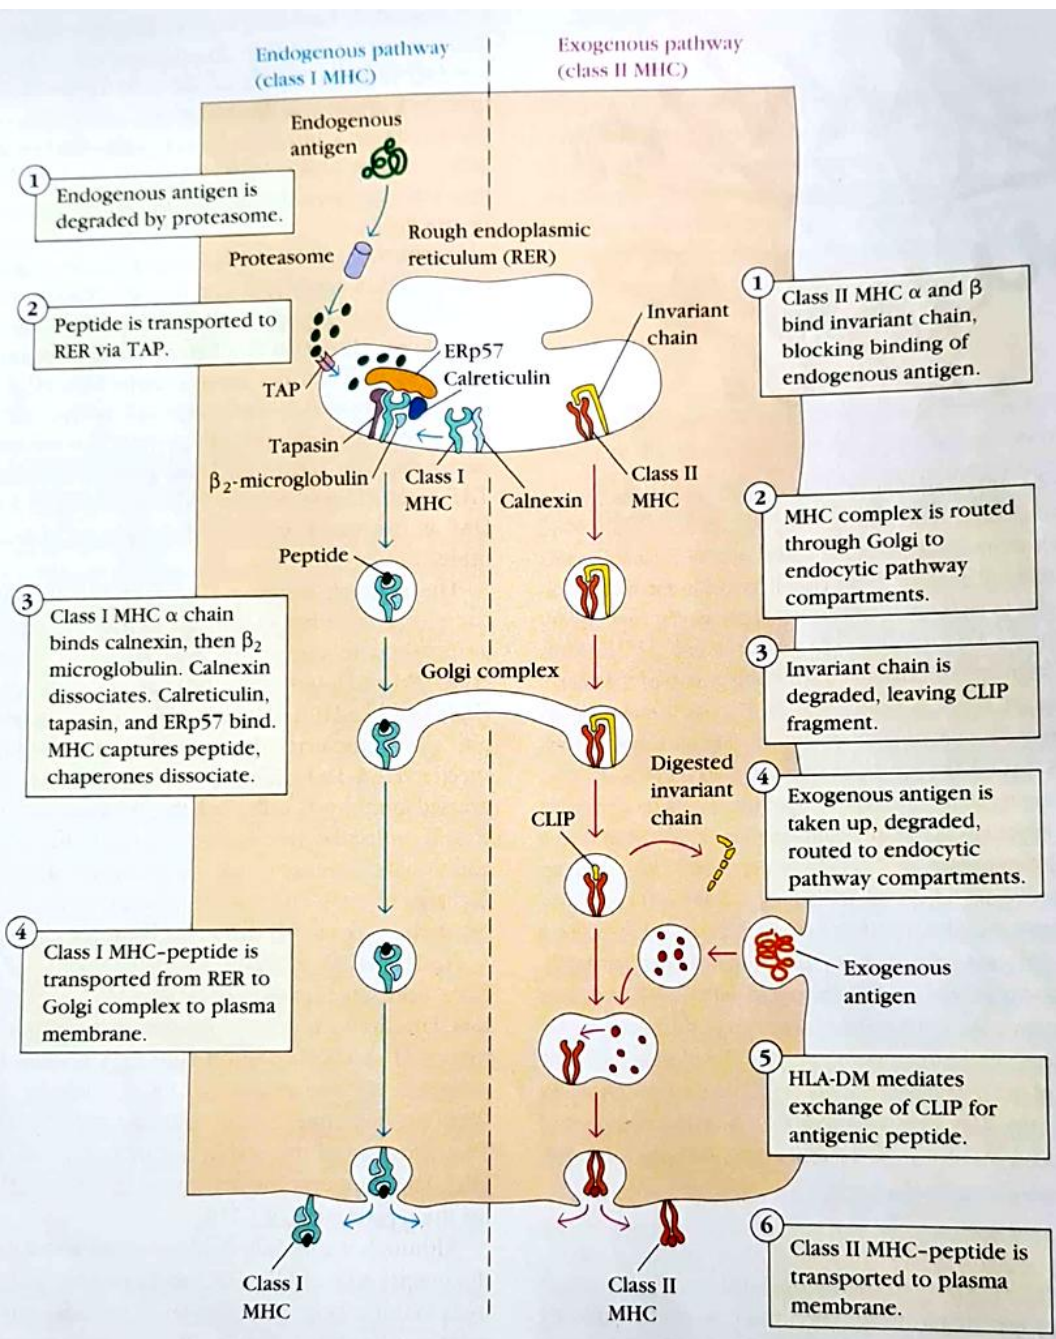 Endogenous pathway
(class I MHC)
Exogenous pathway
(class II MHC)
Endogenous
antigen
1
Endogenous antigen is
degraded by proteasome.
Proteasome
Rough endoplasmic
reticulum (RER)
2
Peptide is transported to
RER via TAP.
TAP
ERp57
Calreticulin
Invariant
chain
1
Class II MHC α and β
bind invariant chain,
blocking binding of
endogenous antigen.
Tapasin
β2-microglobulin
Class I
MHC
Calnexin
Class II
MHC
2
MHC complex is routed
through Golgi to
endocytic pathway
compartments.
Peptide
3
Class I MHC α chain
binds calnexin, then β2
microglobulin. Calnexin
dissociates. Calreticulin,
tapasin, and ERp57 bind.
MHC captures peptide,
chaperones dissociate.
Golgi complex
3
Invariant chain is
degraded, leaving CLIP
fragment.
Digested
invariant
chain
CLIP
4
Exogenous antigen is
taken up, degraded,
routed to endocytic
pathway compartments.
4
Class I MHC–peptide is
transported from RER to
Golgi complex to plasma
membrane.
Exogenous
antigen
5
HLA-DM mediates
exchange of CLIP for
antigenic peptide.
Class I
MHC
Class II
MHC
6
Class II MHC–peptide is
transported to plasma
membrane.